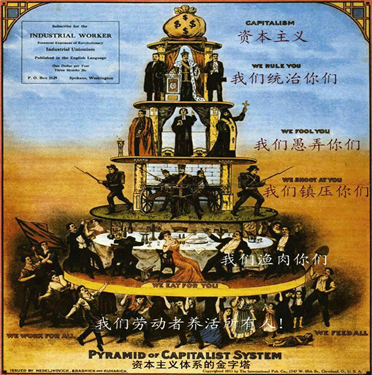 Subscribe for the
INDUSTRIAL WORKER
Foremost Exponent of Revolutionary
Industrial Unionism
Published in the English Language
One Dollar per Year
P. O. Box 2129 Spokane, Washington
CAPITALISM
资本主义
WE RULE YOU
我们统治你们
WE FOOL YOU
我们愚弄你们
WE SHOOT AT YOU
我们镇压你们
我们渔肉你们
WE EAT FOR YOU
WE WORK FOR ALL
我们劳动者养活所有人!
WE FEED ALL
PYRAMID OF CAPITALIST SYSTEM
资本主义体系的金字塔
ISSUED BY NEDELJKOVICH, BRASHICH AND KUHARICH.
Copyrighted 1911 by The International Pub. Co., Cleveland, O., U. S. A.